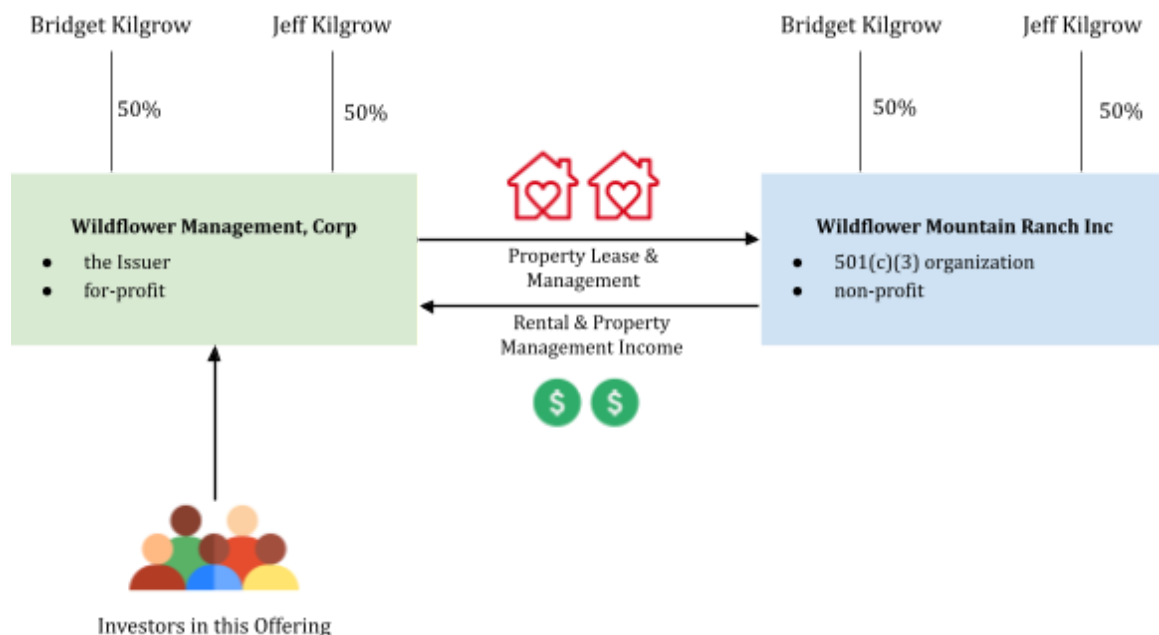 Bridget Kilgrow
Jeff Kilgrow
Bridget Kilgrow
Jeff Kilgrow
50%
50%
50%
50%
Wildflower Management, Corp
● the Issuer
● for-profit
Property Lease &
Management
Rental & Property
Management Income
$ $
Wildflower Mountain Ranch Inc
● 501(c)(3) organization
● non-profit
Investors in this Offering